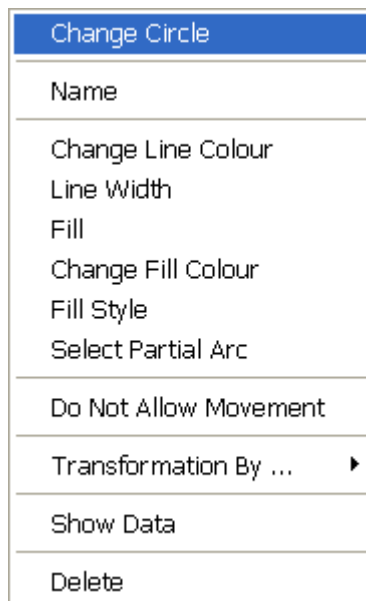 Change Circle
Name
Change Line Colour
Line Width
Fill
Change Fill Colour
Fill Style
Select Partial Arc
Do Not Allow Movement
Transformation By ...
Show Data
Delete